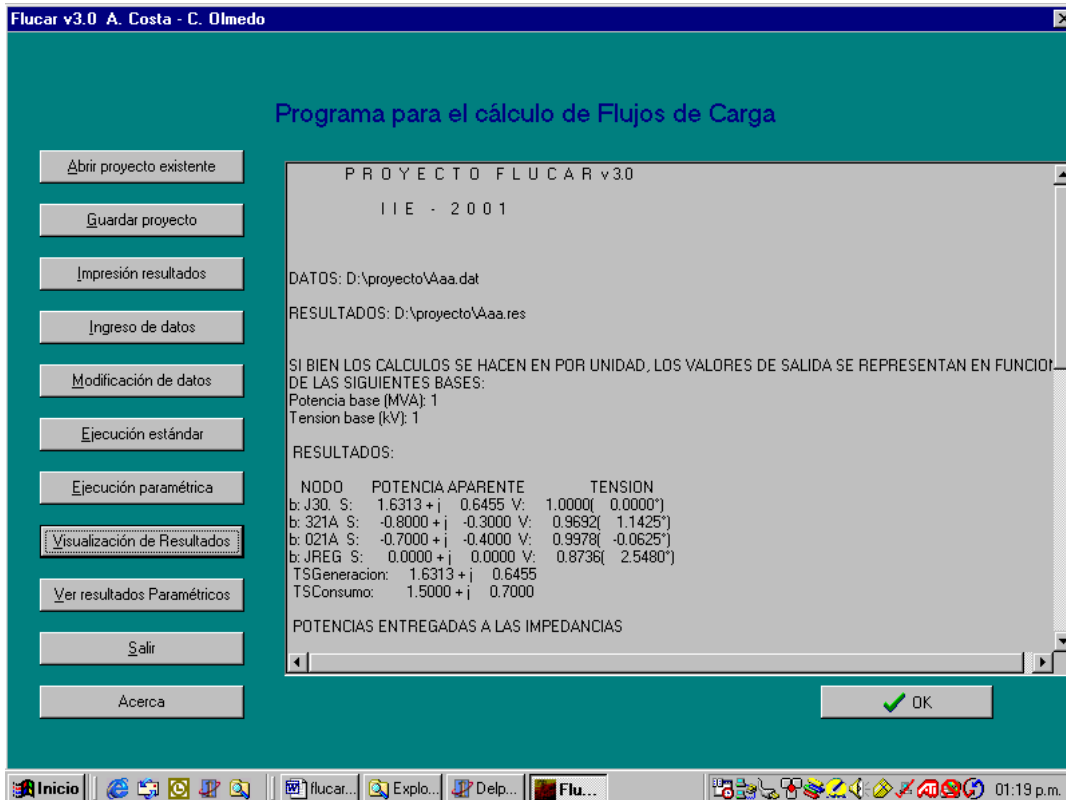 Flucar v3.0 A. Costa - C. Olmedo
Programa para el cálculo de Flujos de Carga
Abrir proyecto existente
Guardar proyecto
Impresión resultados
Ingreso de datos
Modificación de datos
Ejecución estándar
Ejecución paramétrica
Visualización de Resultados
Ver resultados Paramétricos
Salir
Acerca
P R O Y E C T O F L U C A R v 3.0
I I E - 2 0 0 1
DATOS: D:\proyecto\Aaa.dat
RESULTADOS: D:\proyecto\Aaa.res
SI BIEN LOS CALCULOS SE HACEN EN POR UNIDAD, LOS VALORES DE SALIDA SE REPRESENTAN EN FUNCION
DE LAS SIGUIENTES BASES:
Potencia base (MVA): 1
Tension base (kV): 1
RESULTADOS:
NODO POTENCIA APARENTE TENSION
b: J30. S: 1.6313 + j 0.6455 V: 1.0000( 0.0000°)
b: 321A S: -0.8000 + j -0.3000 V: 0.9692( 1.1425°)
b: 021A S: -0.7000 + j -0.4000 V: 0.9978( -0.0625°)
b: JREG S: 0.0000 + j 0.0000 V: 0.8736( 2.5480°)
TSGeneracion: 1.6313 + j 0.6455
TSConsumo: 1.5000 + j 0.7000
POTENCIAS ENTREGADAS A LAS IMPEDANCIAS
OK
Inicio
flucar...
Explo...
Delp...
Flu...
01:19 p.m.